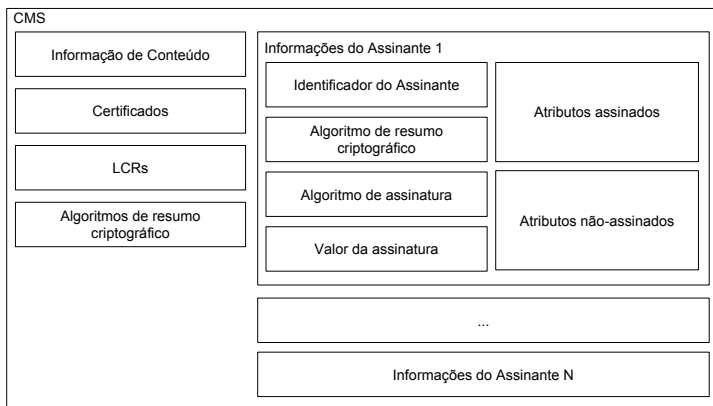 CMS
Informação de Conteúdo
Certificados
LCRs
Algoritmos de resumo
criptográfico
Informações do Assinante 1
Identificador do Assinante
Algoritmo de resumo
criptográfico
Algoritmo de assinatura
Valor da assinatura
Atributos assinados
Atributos não-assinados
...
Informações do Assinante N